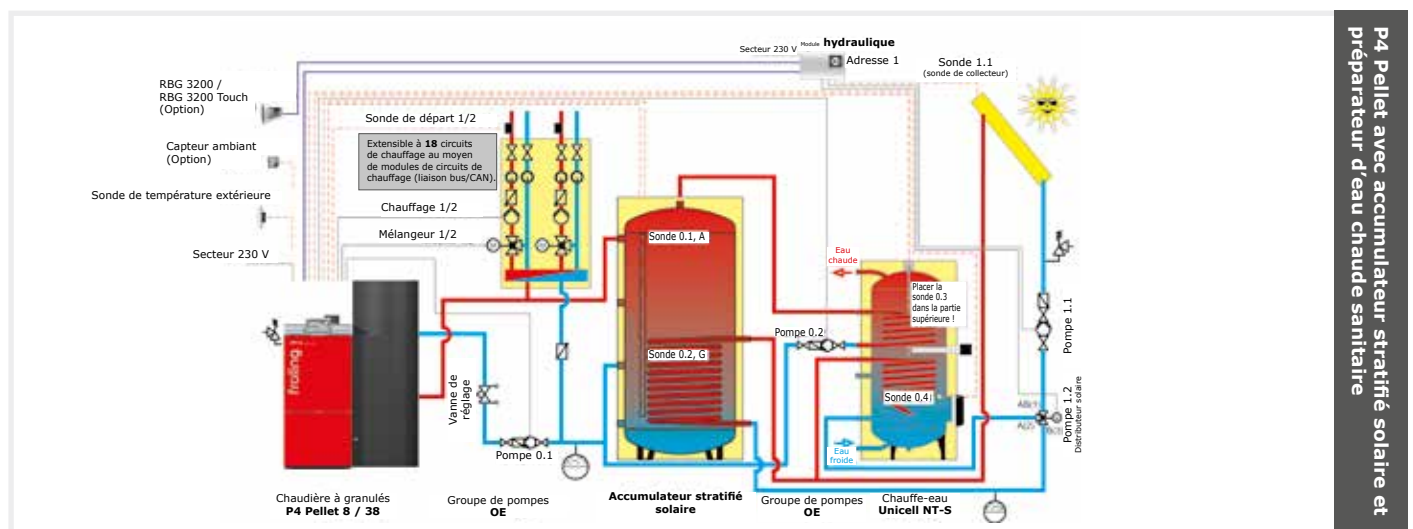 P4 Pellet avec accumulateur stratifié solaire et
préparateur d'eau chaude sanitaire
Secteur 230 V
Module hydraulique
Adresse 1
Sonde 1.1
(sonde de collecteur)
RBG 3200 /
RBG 3200 Touch
(Option)
Sonde de départ 1/2
Extensible à 18 circuits
de chauffage au moyen
de modules de circuits de
chauffage (liaison bus/CAN).
Capteur ambiant
(Option)
Sonde de température extérieure
Chauffage 1/2
Mélangeur 1/2
Secteur 230 V
Sonde 0.1, A
Eau
chaude
Placer la
sonde 0.3
dans la partie
supérieure !
Pompe 1.1
froling
Pompe 0.2
Sonde 0.2, G
Vanne de
réglage
Sonde 0.4
AB(1)
A(2)
B(3)
Pompe 1.2
Distributeur solaire
Pompe 0.1
Eau
froide
Chaudière à granulés
P4 Pellet 8 / 38
Groupe de pompes
OE
Accumulateur stratifié
solaire
Groupe de pompes
OE
Chauffe-eau
Unicell NT-S